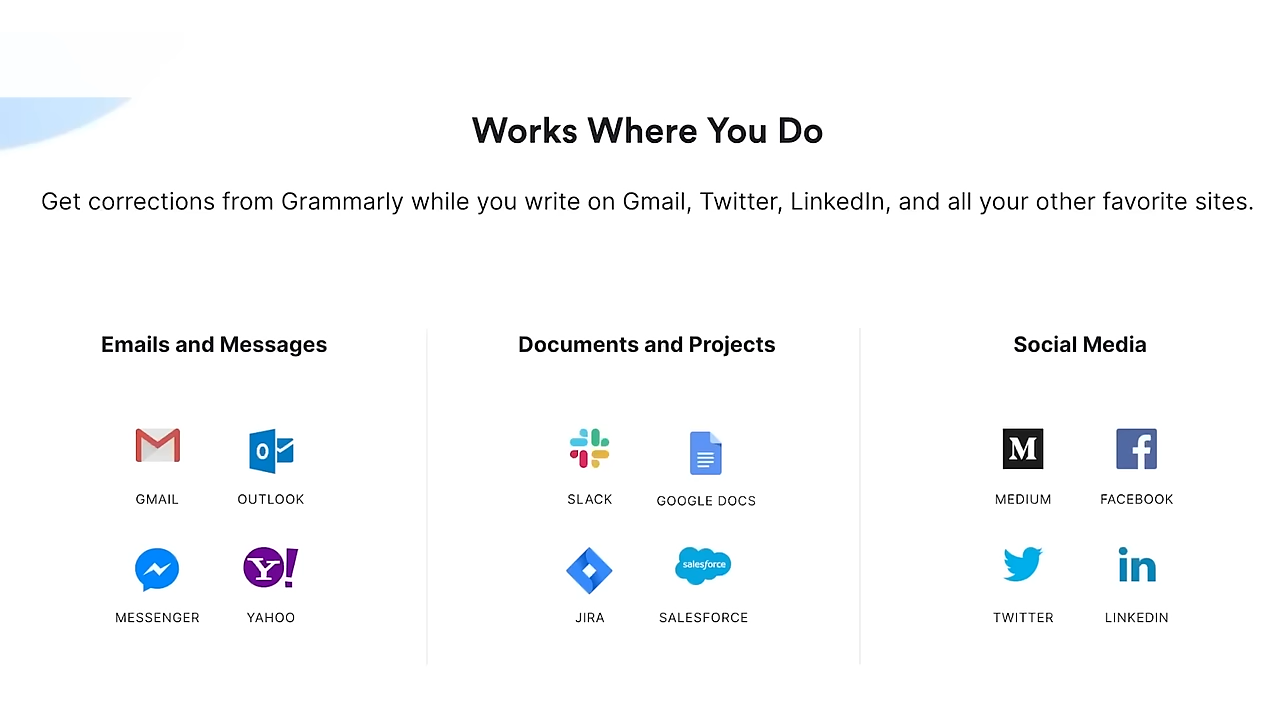 Works Where You Do
Get corrections from Grammarly while you write on Gmail, Twitter, LinkedIn, and all your other favorite sites.
Emails and Messages
GMAIL
OUTLOOK
MESSENGER
YAHOO
Documents and Projects
SLACK
GOOGLE DOCS
JIRA
salesforce
SALESFORCE
Social Media
MEDIUM
FACEBOOK
TWITTER
LINKEDIN